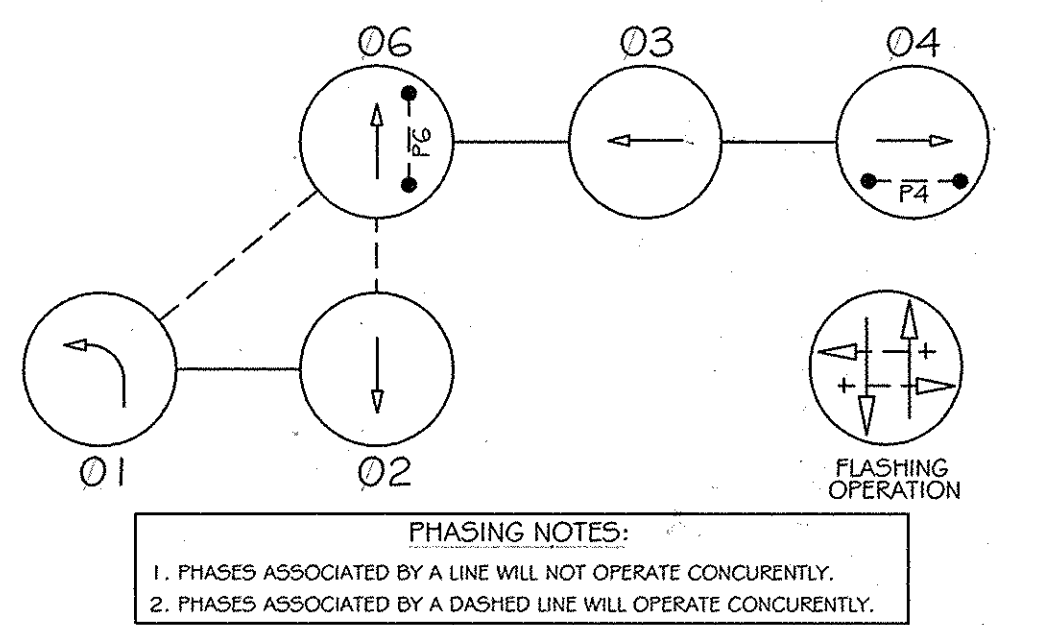 Ø6
Ø3
Ø4
P6
P4
Ø1
Ø2
FLASHING
OPERATION
PHASING NOTES:
1. PHASES ASSOCIATED BY A LINE WILL NOT OPERATE CONCURENTLY.
2. PHASES ASSOCIATED BY A DASHED LINE WILL OPERATE CONCURENTLY.